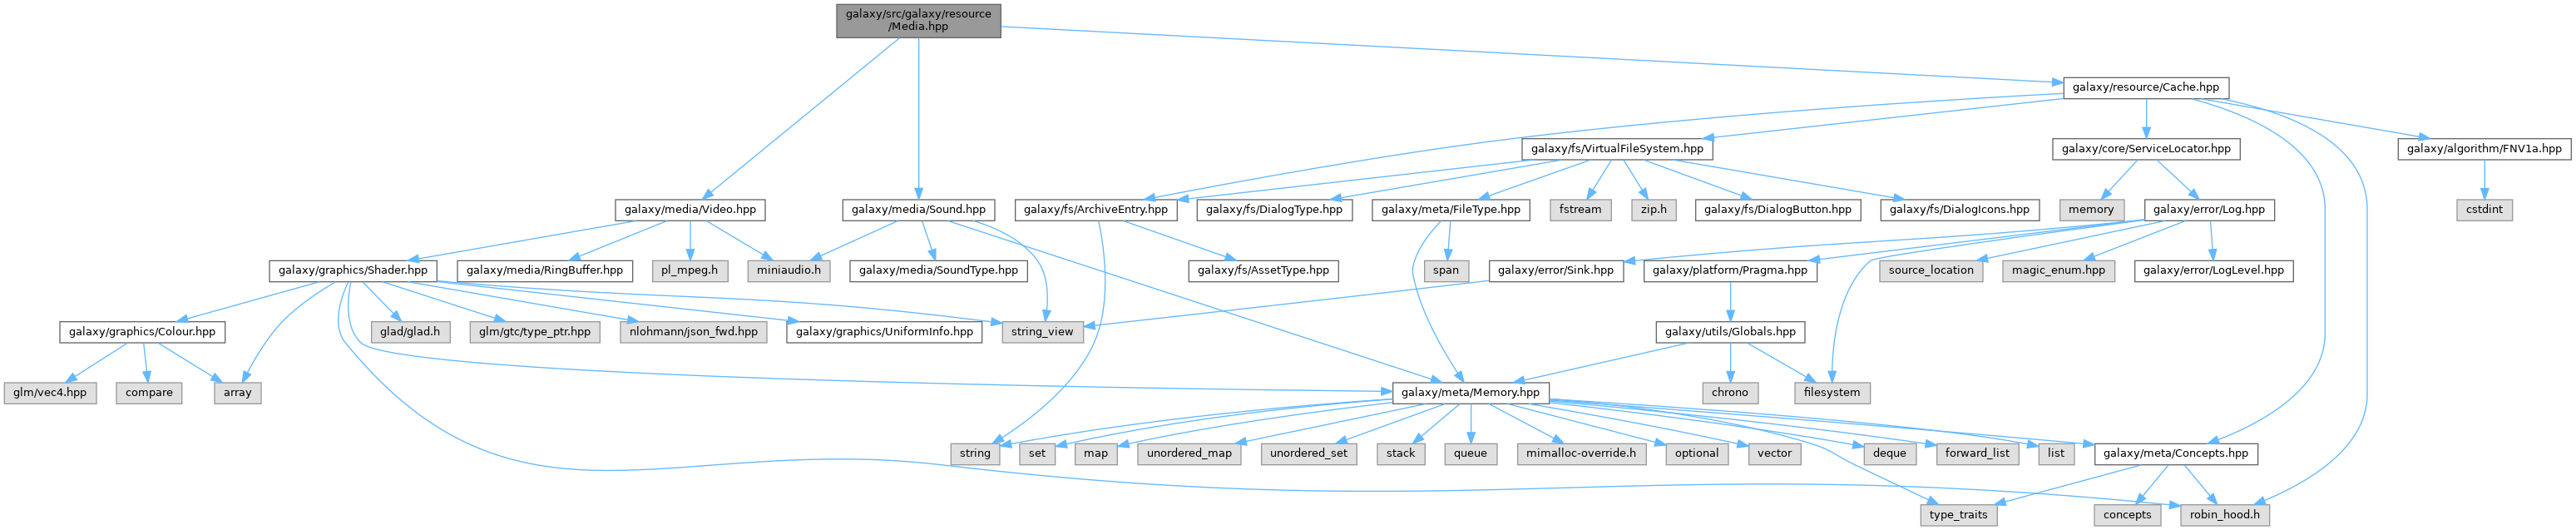 galaxy/src/galaxy/resource
/Media.hpp
galaxy/resource/Cache.hpp
galaxy/fs/VirtualFileSystem.hpp
galaxy/core/ServiceLocator.hpp
galaxy/algorithm/FNV1a.hpp
galaxy/media/Video.hpp
galaxy/media/Sound.hpp
galaxy/fs/ArchiveEntry.hpp
galaxy/fs/DialogType.hpp
galaxy/meta/FileType.hpp
fstream
zip.h
galaxy/fs/DialogButton.hpp
galaxy/fs/DialogIcons.hpp
memory
galaxy/error/Log.hpp
cstdint
galaxy/graphics/Shader.hpp
galaxy/media/RingBuffer.hpp
pl_mpeg.h
miniaudio.h
galaxy/media/SoundType.hpp
galaxy/fs/AssetType.hpp
span
galaxy/error/Sink.hpp
galaxy/platform/Pragma.hpp
source_location
magic_enum.hpp
galaxy/error/LogLevel.hpp
galaxy/graphics/Colour.hpp
glad/glad.h
glm/gtc/type_ptr.hpp
nlohmann/json_fwd.hpp
galaxy/graphics/UniformInfo.hpp
string_view
galaxy/utils/Globals.hpp
glm/vec4.hpp
compare
array
galaxy/meta/Memory.hpp
chrono
filesystem
string
set
map
unordered_map
unordered_set
stack
queue
mimalloc-override.h
optional
vector
deque
forward_list
list
galaxy/meta/Concepts.hpp
type_traits
concepts
robin_hood.h